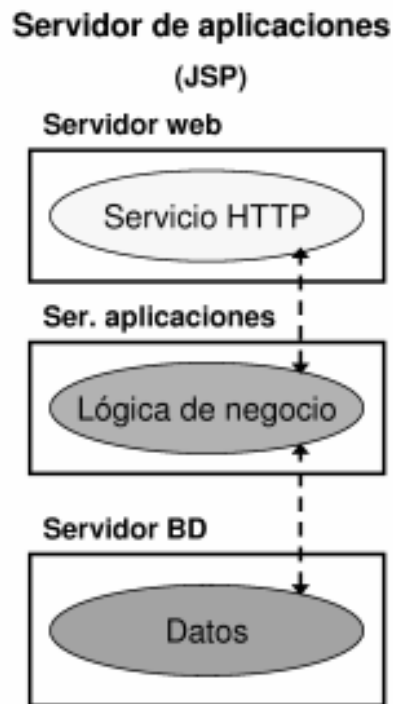 Servidor de aplicaciones
(JSP)
Servidor web
Servicio HTTP
Ser. aplicaciones
Lógica de negocio
Servidor BD
Datos